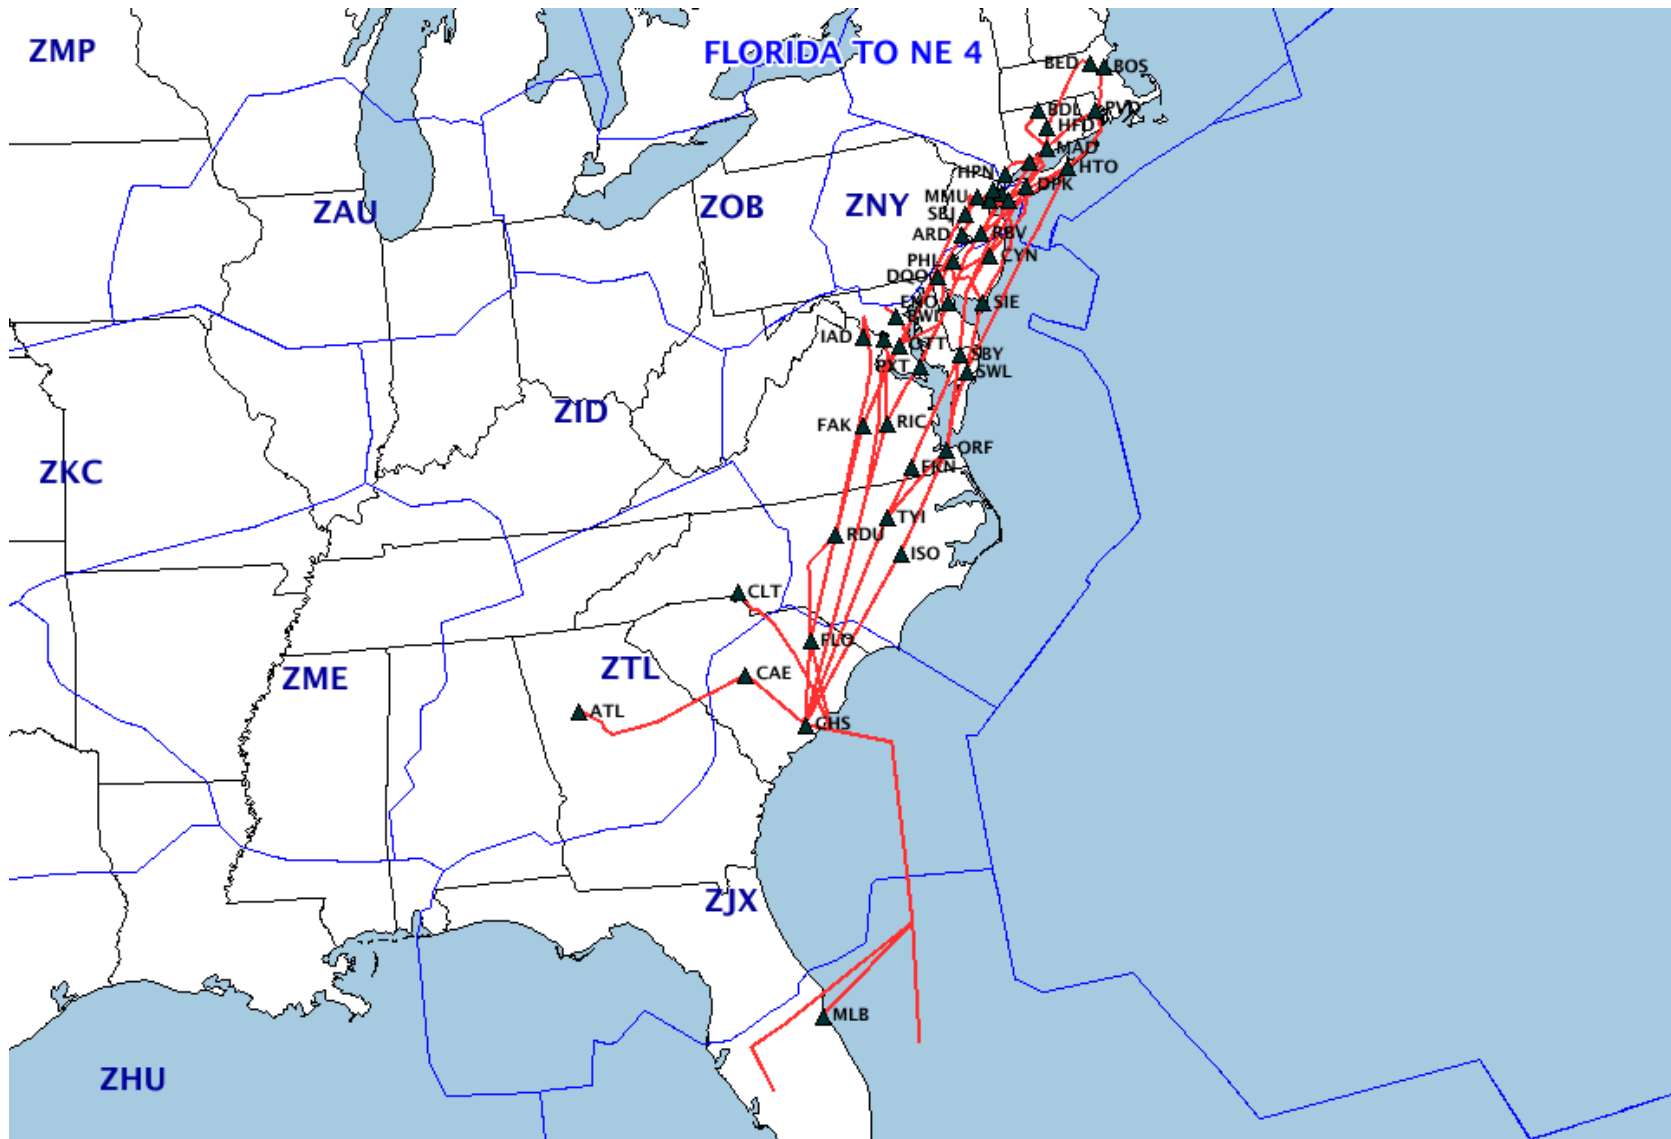 FLORIDA TO NE 4
ZMP
BED
BOS
BDL
PVD
HFD
MAD
HPN
HTO
DPK
ZAU
ZOB
ZNY
MMU
SBJ
ARD
RBV
PHL
CYN
DQO
ENO
SIE
BWI
IAD
OTT
SBY
PXT
SWL
ZID
FAK
RIC
ORF
ZKC
FKN
TYI
RDU
ISO
CLT
FLO
ZME
ZTL
CAE
ATL
CHS
ZJX
MLB
ZHU